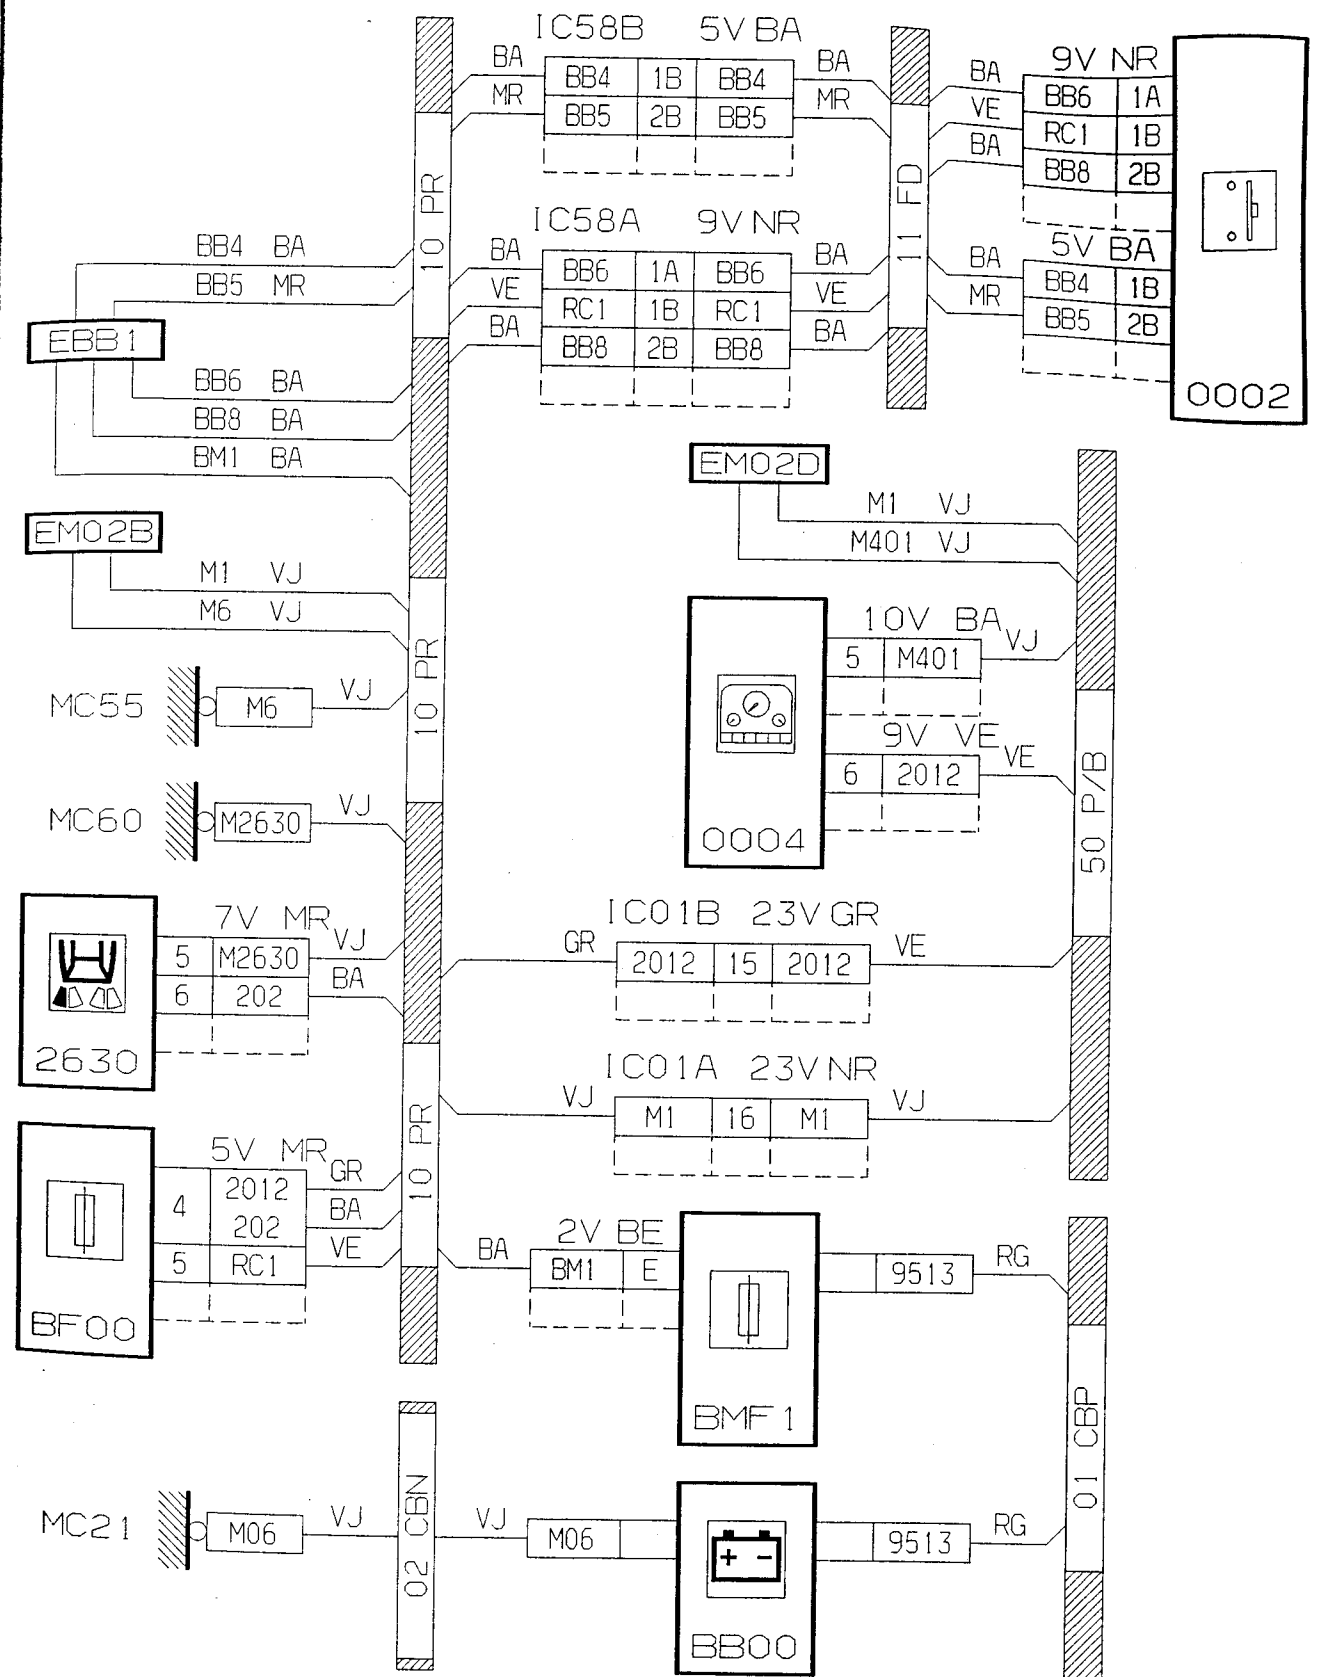 IC58B 5V BA
BA BB4 1B BB4 BA
MR BB5 2B BB5 MR
9V NR
BA BB6 1A
VE RC1 1B
BA BB8 2B
10 PR
11 FD
IC58A 9V NR
BA BB6 1A BB6 BA
VE RC1 1B RC1 VE
BA BB8 2B BB8 BA
5V BA
BA BB4 1B
MR BB5 2B
0002
BB4 BA
BB5 MR
EBB1
BB6 BA
BB8 BA
BM1 BA
EM02D
M1 VJ
M401 VJ
EM02B
M1 VJ
M6 VJ
10 PR
MC55 M6 VJ
10V BA
5 M401 VJ
9V VE
6 2012 VE
0004
50 P/B
MC60 M2630 VJ
7V MR
5 M2630 VJ
6 202 BA
2630
IC01B 23V GR
GR 2012 15 2012 VE
IC01A 23V NR
VJ M1 16 M1 VJ
10 PR
5V MR
4 2012 GR
202 BA
5 RC1 VE
BF00
2V BE
BA BM1 E
9513 RG
BMF1
01 CBP
MC21 M06 VJ
02 CBN
VJ M06
+ -
9513 RG
BB00